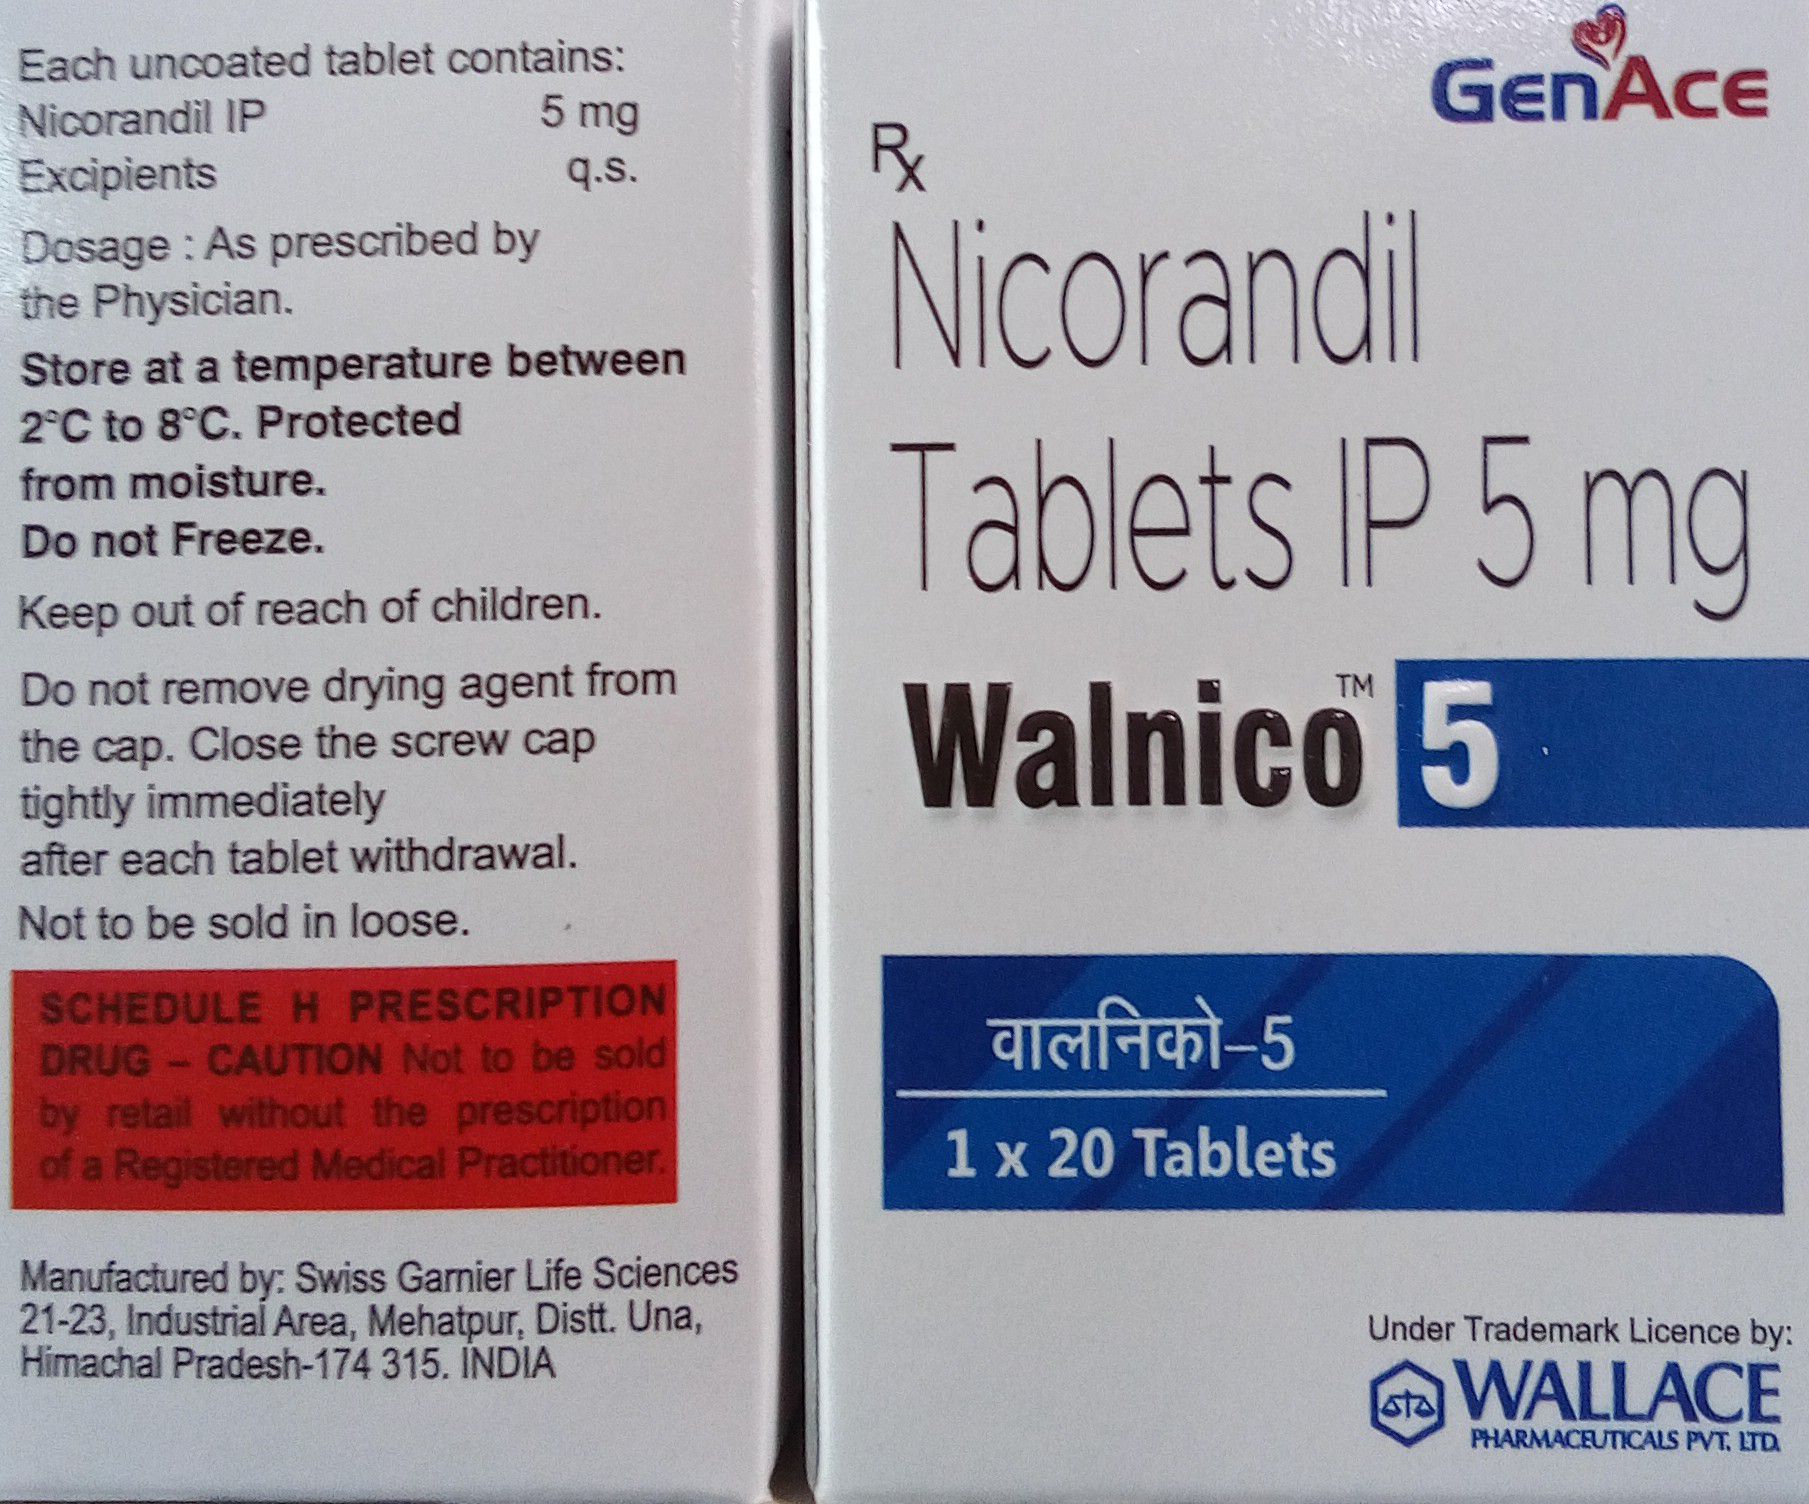 Each uncoated tablet contains:
Nicorandil IP 5 mg
Excipients q.s.
Dosage : As prescribed by
the Physician.
Store at a temperature between
2°C to 8°C. Protected
from moisture.
Do not Freeze.
Keep out of reach of children.
Do not remove drying agent from
the cap. Close the screw cap
tightly immediately
after each tablet withdrawal.
Not to be sold in loose.
SCHEDULE H PRESCRIPTION
DRUG – CAUTION Not to be sold
by retail without the prescription
of a Registered Medical Practitioner.
Manufactured by: Swiss Garnier Life Sciences
21-23, Industrial Area, Mehatpur, Distt. Una,
Himachal Pradesh-174 315. INDIA
GenAce
Rx
Nicorandil
Tablets IP 5 mg
Walnico™ 5
वालनिको–5
1 x 20 Tablets
Under Trademark Licence by:
WALLACE
PHARMACEUTICALS PVT. LTD.